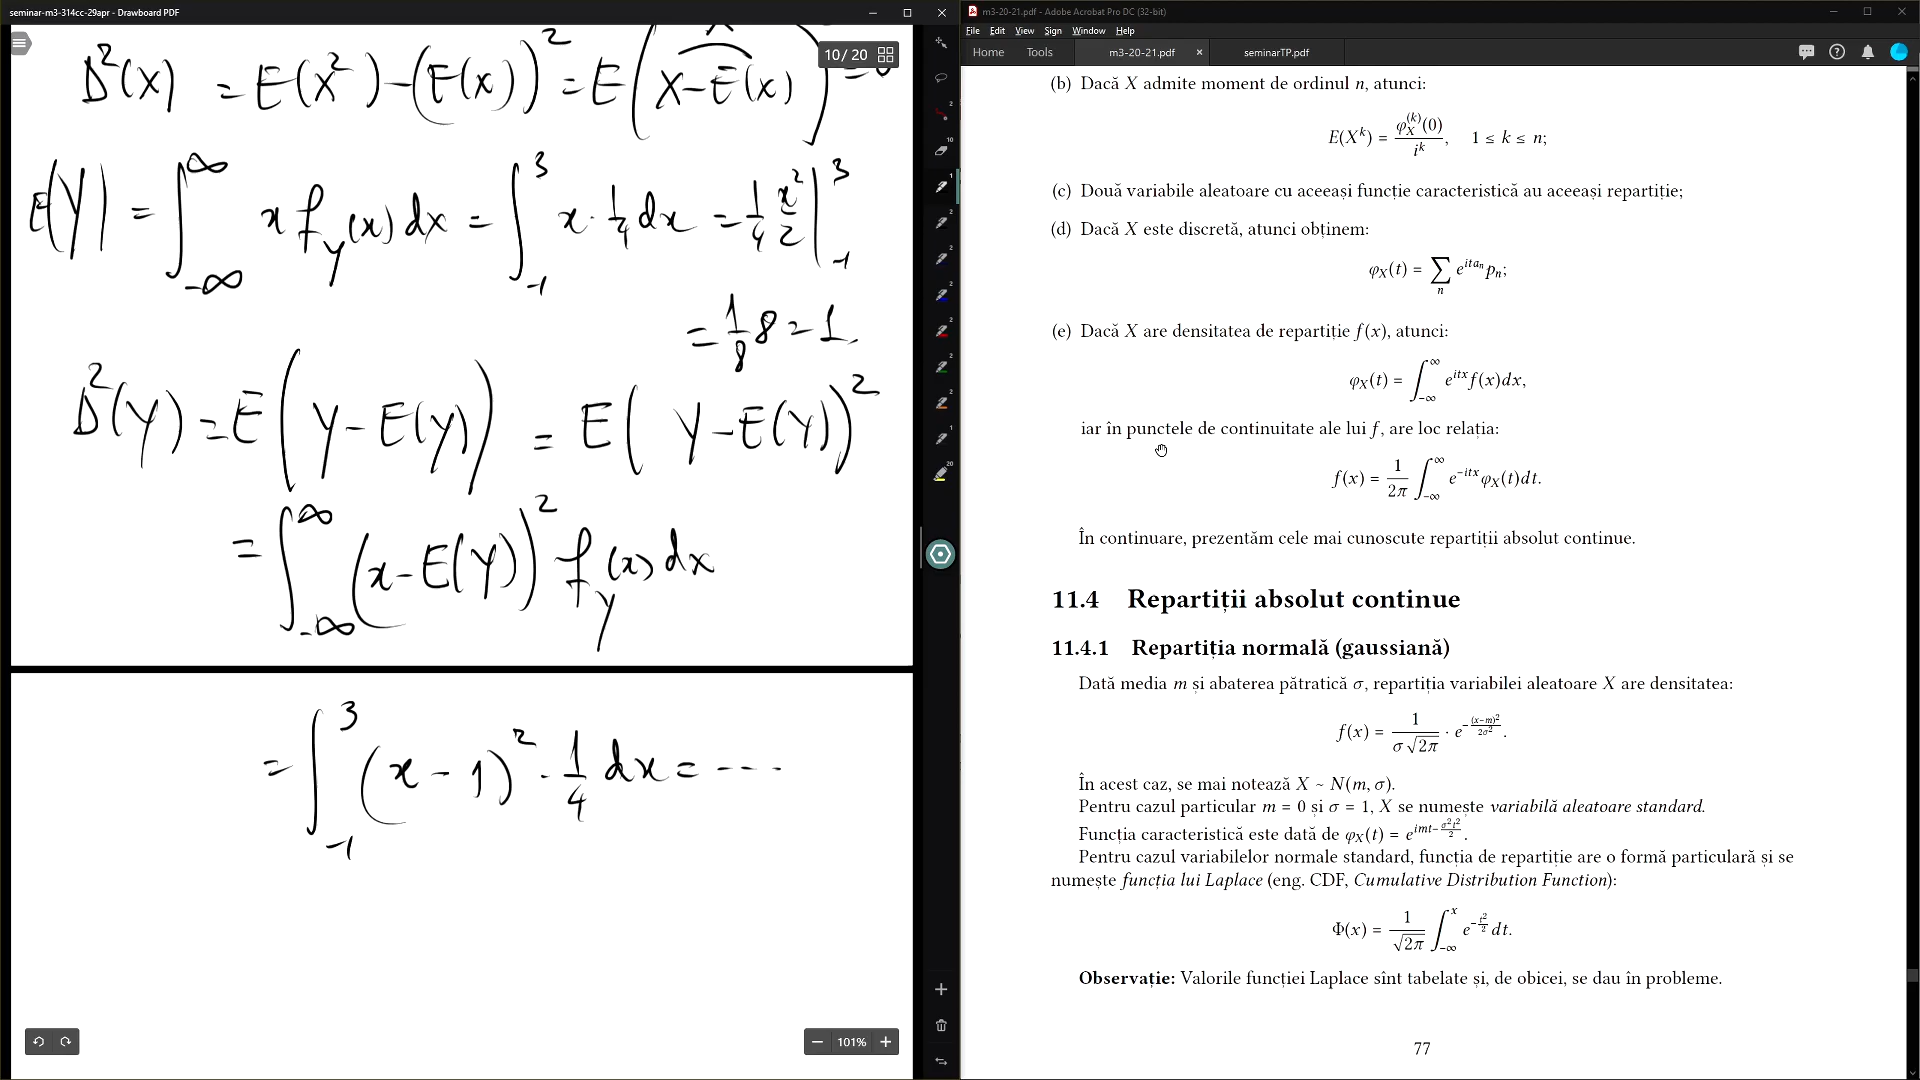 seminar-m3-314cc-29apr - Drawboard PDF
10/20
D²(X) = E(X²) - (E(X))² = E(X - E(X))² = 0
E(Y) = ∫_{-∞}^{∞} x f_Y(x) dx = ∫_{-1}^{3} x · 1/4 dx = 1/4 x²/2 |_{-1}^{3}
= 1/8 8 = 1.
D²(Y) = E(Y - E(Y)) = E(Y - E(Y))²
= ∫_{-∞}^{∞} (x - E(Y))² f_Y(x) dx
= ∫_{-1}^{3} (x - 1)² · 1/4 dx = ----
101%
m3-20-21.pdf - Adobe Acrobat Pro DC (32-bit)
File Edit View Sign Window Help
Home Tools m3-20-21.pdf × seminarTP.pdf
(b) Dacă X admite moment de ordinul n, atunci:
E(X^k) = φ_X^{(k)}(0) / i^k, 1 ≤ k ≤ n;
(c) Două variabile aleatoare cu aceeași funcție caracteristică au aceeași repartiție;
(d) Dacă X este discretă, atunci obținem:
φ_X(t) = ∑_n e^{ita_n} p_n;
(e) Dacă X are densitatea de repartiție f(x), atunci:
φ_X(t) = ∫_{-∞}^{∞} e^{itx} f(x)dx,
iar în punctele de continuitate ale lui f, are loc relația:
f(x) = 1/2π ∫_{-∞}^{∞} e^{-itx} φ_X(t)dt.
În continuare, prezentăm cele mai cunoscute repartiții absolut continue.
11.4 Repartiții absolut continue
11.4.1 Repartiția normală (gaussiană)
Dată media m și abaterea pătratică σ, repartiția variabilei aleatoare X are densitatea:
f(x) = 1/(σ√2π) · e^{-(x-m)²/2σ²}.
În acest caz, se mai notează X ~ N(m, σ).
Pentru cazul particular m = 0 și σ = 1, X se numește variabilă aleatoare standard.
Funcția caracteristică este dată de φ_X(t) = e^{imt - σ²t²/2}.
Pentru cazul variabilelor normale standard, funcția de repartiție are o formă particulară și se
numește funcția lui Laplace (eng. CDF, Cumulative Distribution Function):
Φ(x) = 1/√2π ∫_{-∞}^{x} e^{-t²/2} dt.
Observație: Valorile funcției Laplace sînt tabelate și, de obicei, se dau în probleme.
77